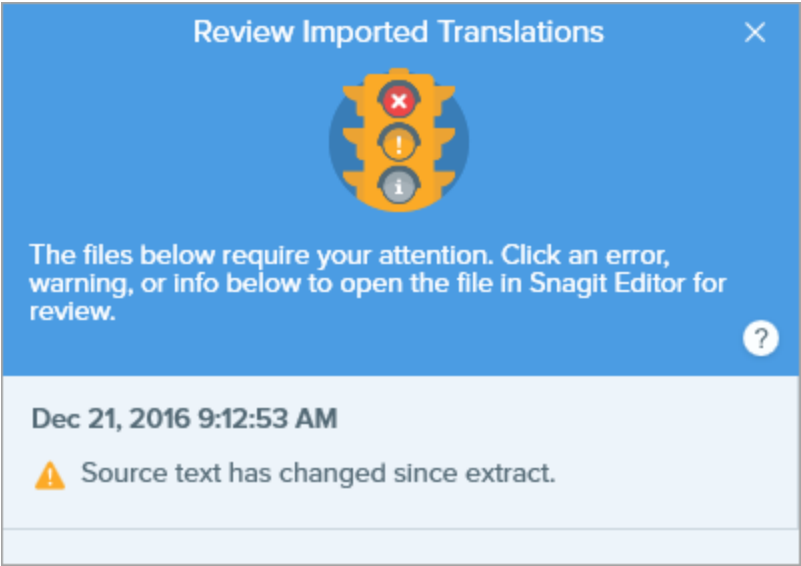 Review Imported Translations
The files below require your attention. Click an error,
warning, or info below to open the file in Snagit Editor for
review.
?
Dec 21, 2016 9:12:53 AM
Source text has changed since extract.